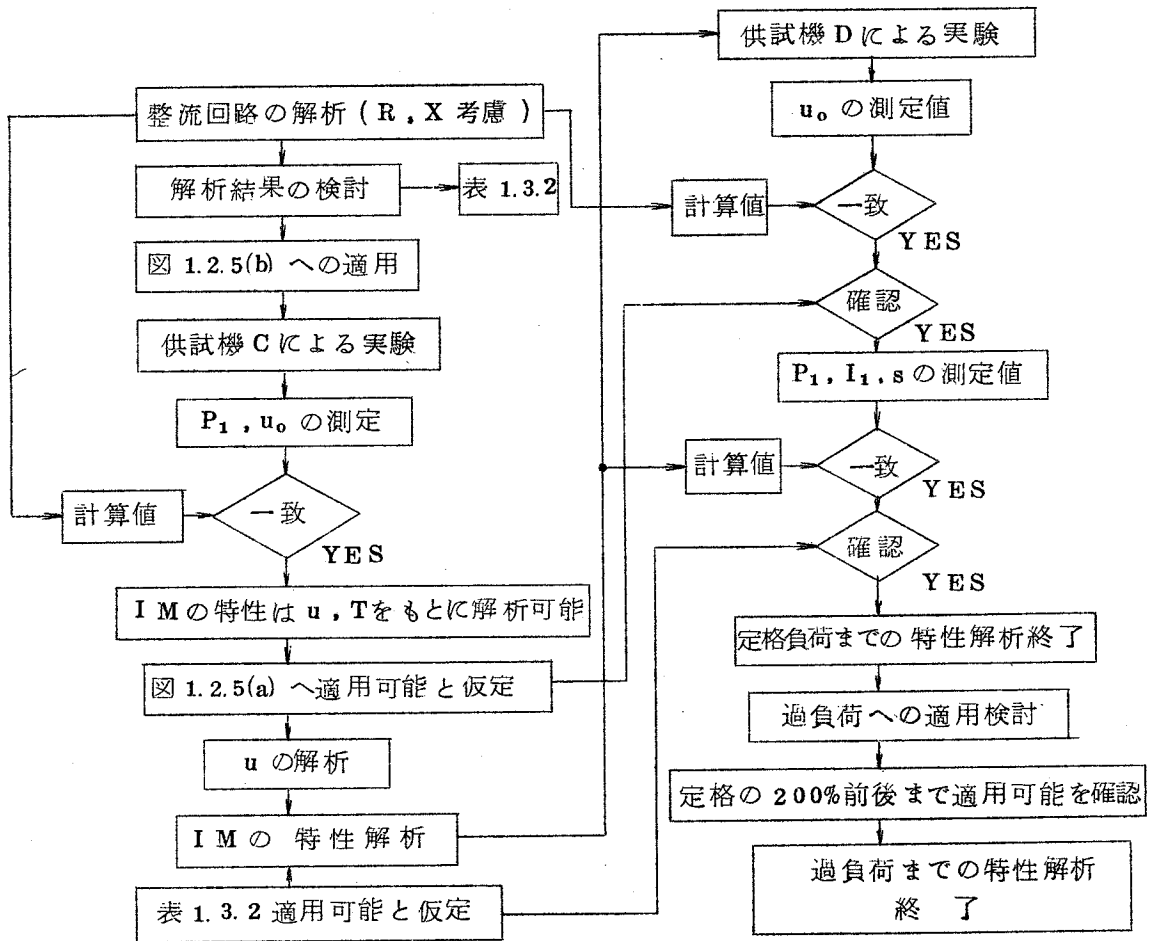 整流回路の解析 ( R , X 考慮 )
解析結果の検討
表 1.3.2
図 1.2.5(b) への適用
供試機 C による実験
P₁ , u₀ の測定
計算値
一致
YES
I M の特性は u , T をもとに解析可能
図 1.2.5(a) へ適用可能と仮定
u の解析
I M の 特性解析
表 1.3.2 適用可能と仮定
供試機 D による実験
u₀ の測定値
計算値
一致
YES
確認
YES
P₁, I₁, s の測定値
計算値
一致
YES
確認
YES
定格負荷までの 特性解析終了
過負荷への適用検討
定格の 200%前後まで適用可能を確認
過負荷までの特性解析
終 了